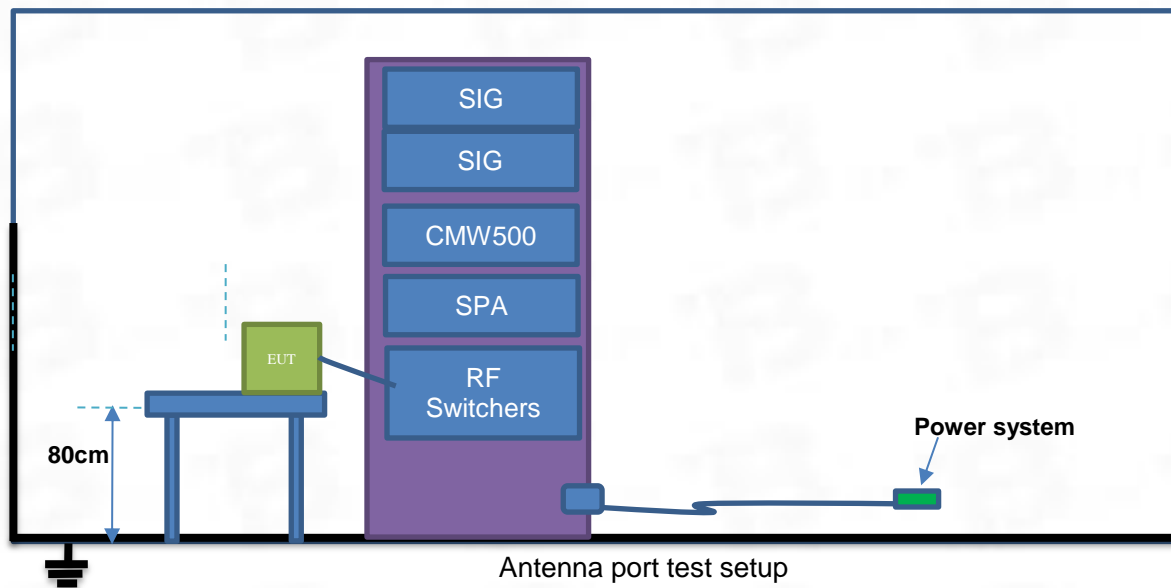 SIG
SIG
CMW500
SPA
EUT
RF
Switchers
80cm
Power system
Antenna port test setup